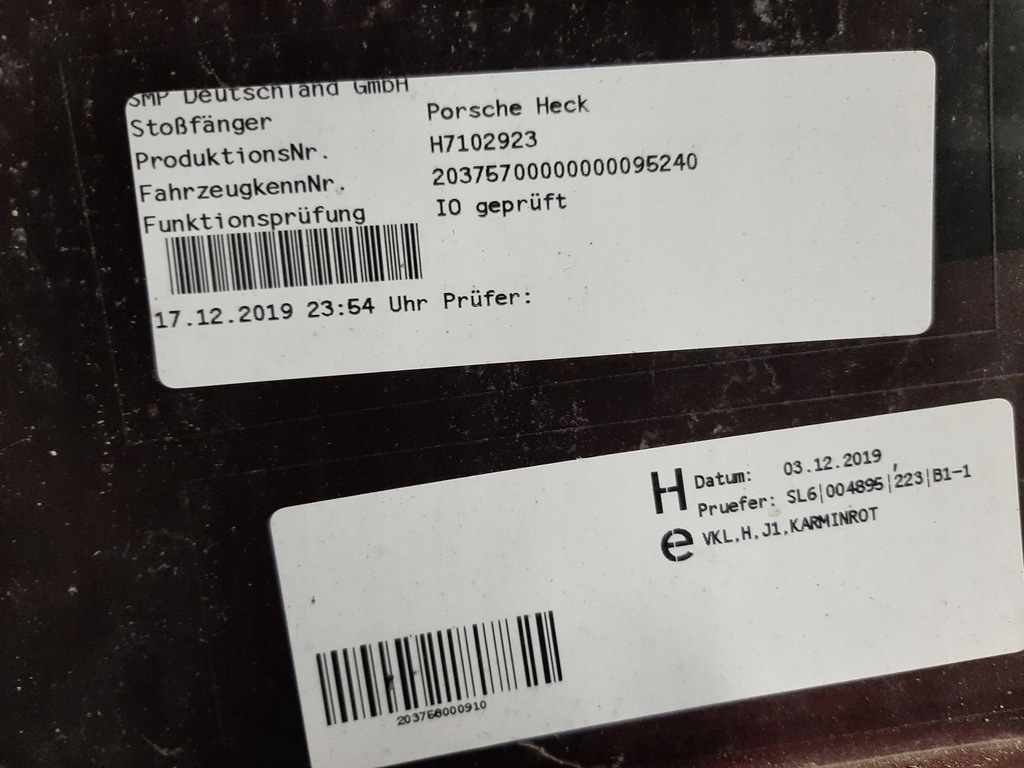 SMP Deutschland GmbH
Stoßfänger Porsche Heck
ProduktionsNr. H7102923
FahrzeugkennNr. 20375700000000095240
Funktionsprüfung IO geprüft
17.12.2019 23:54 Uhr Prüfer:
H Datum: 03.12.2019
Pruefer: SL6|004895|223|B1-1
e VKL,H,J1,KARMINROT
203756000910